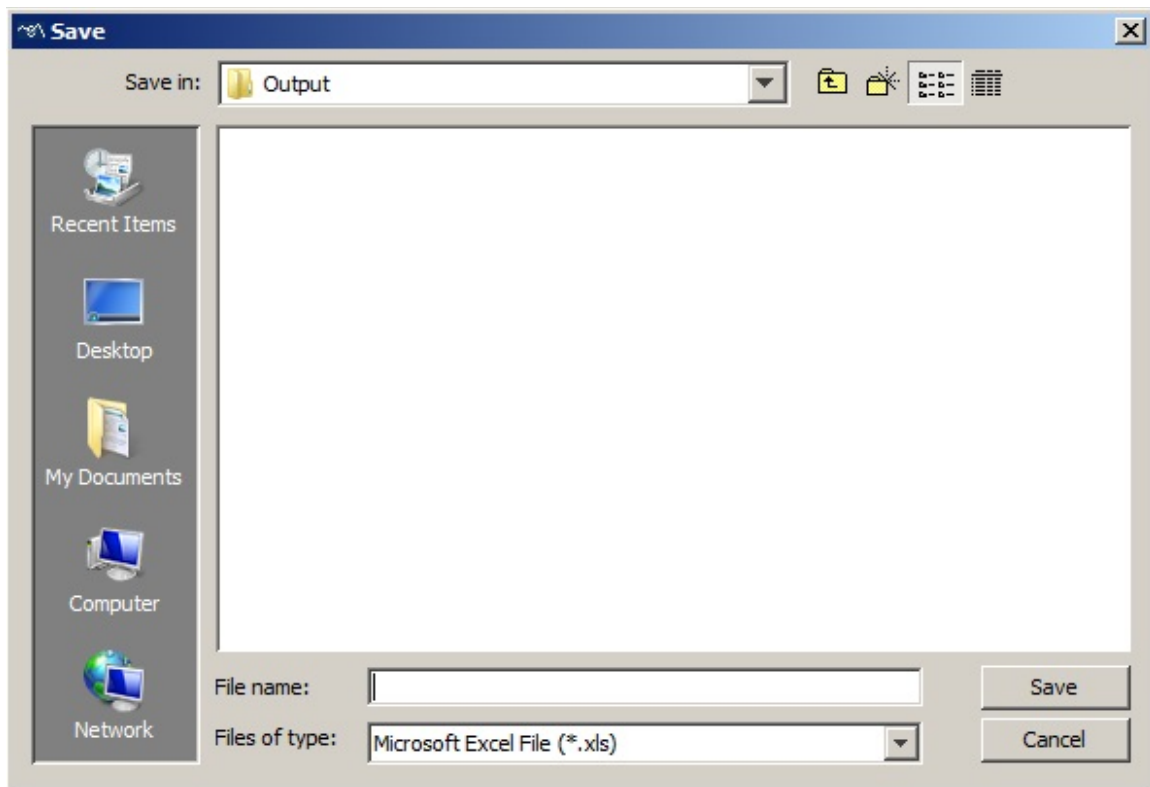 Save
Save in: Output
Recent Items
Desktop
My Documents
Computer
Network
File name: Save
Files of type: Microsoft Excel File (*.xls) Cancel